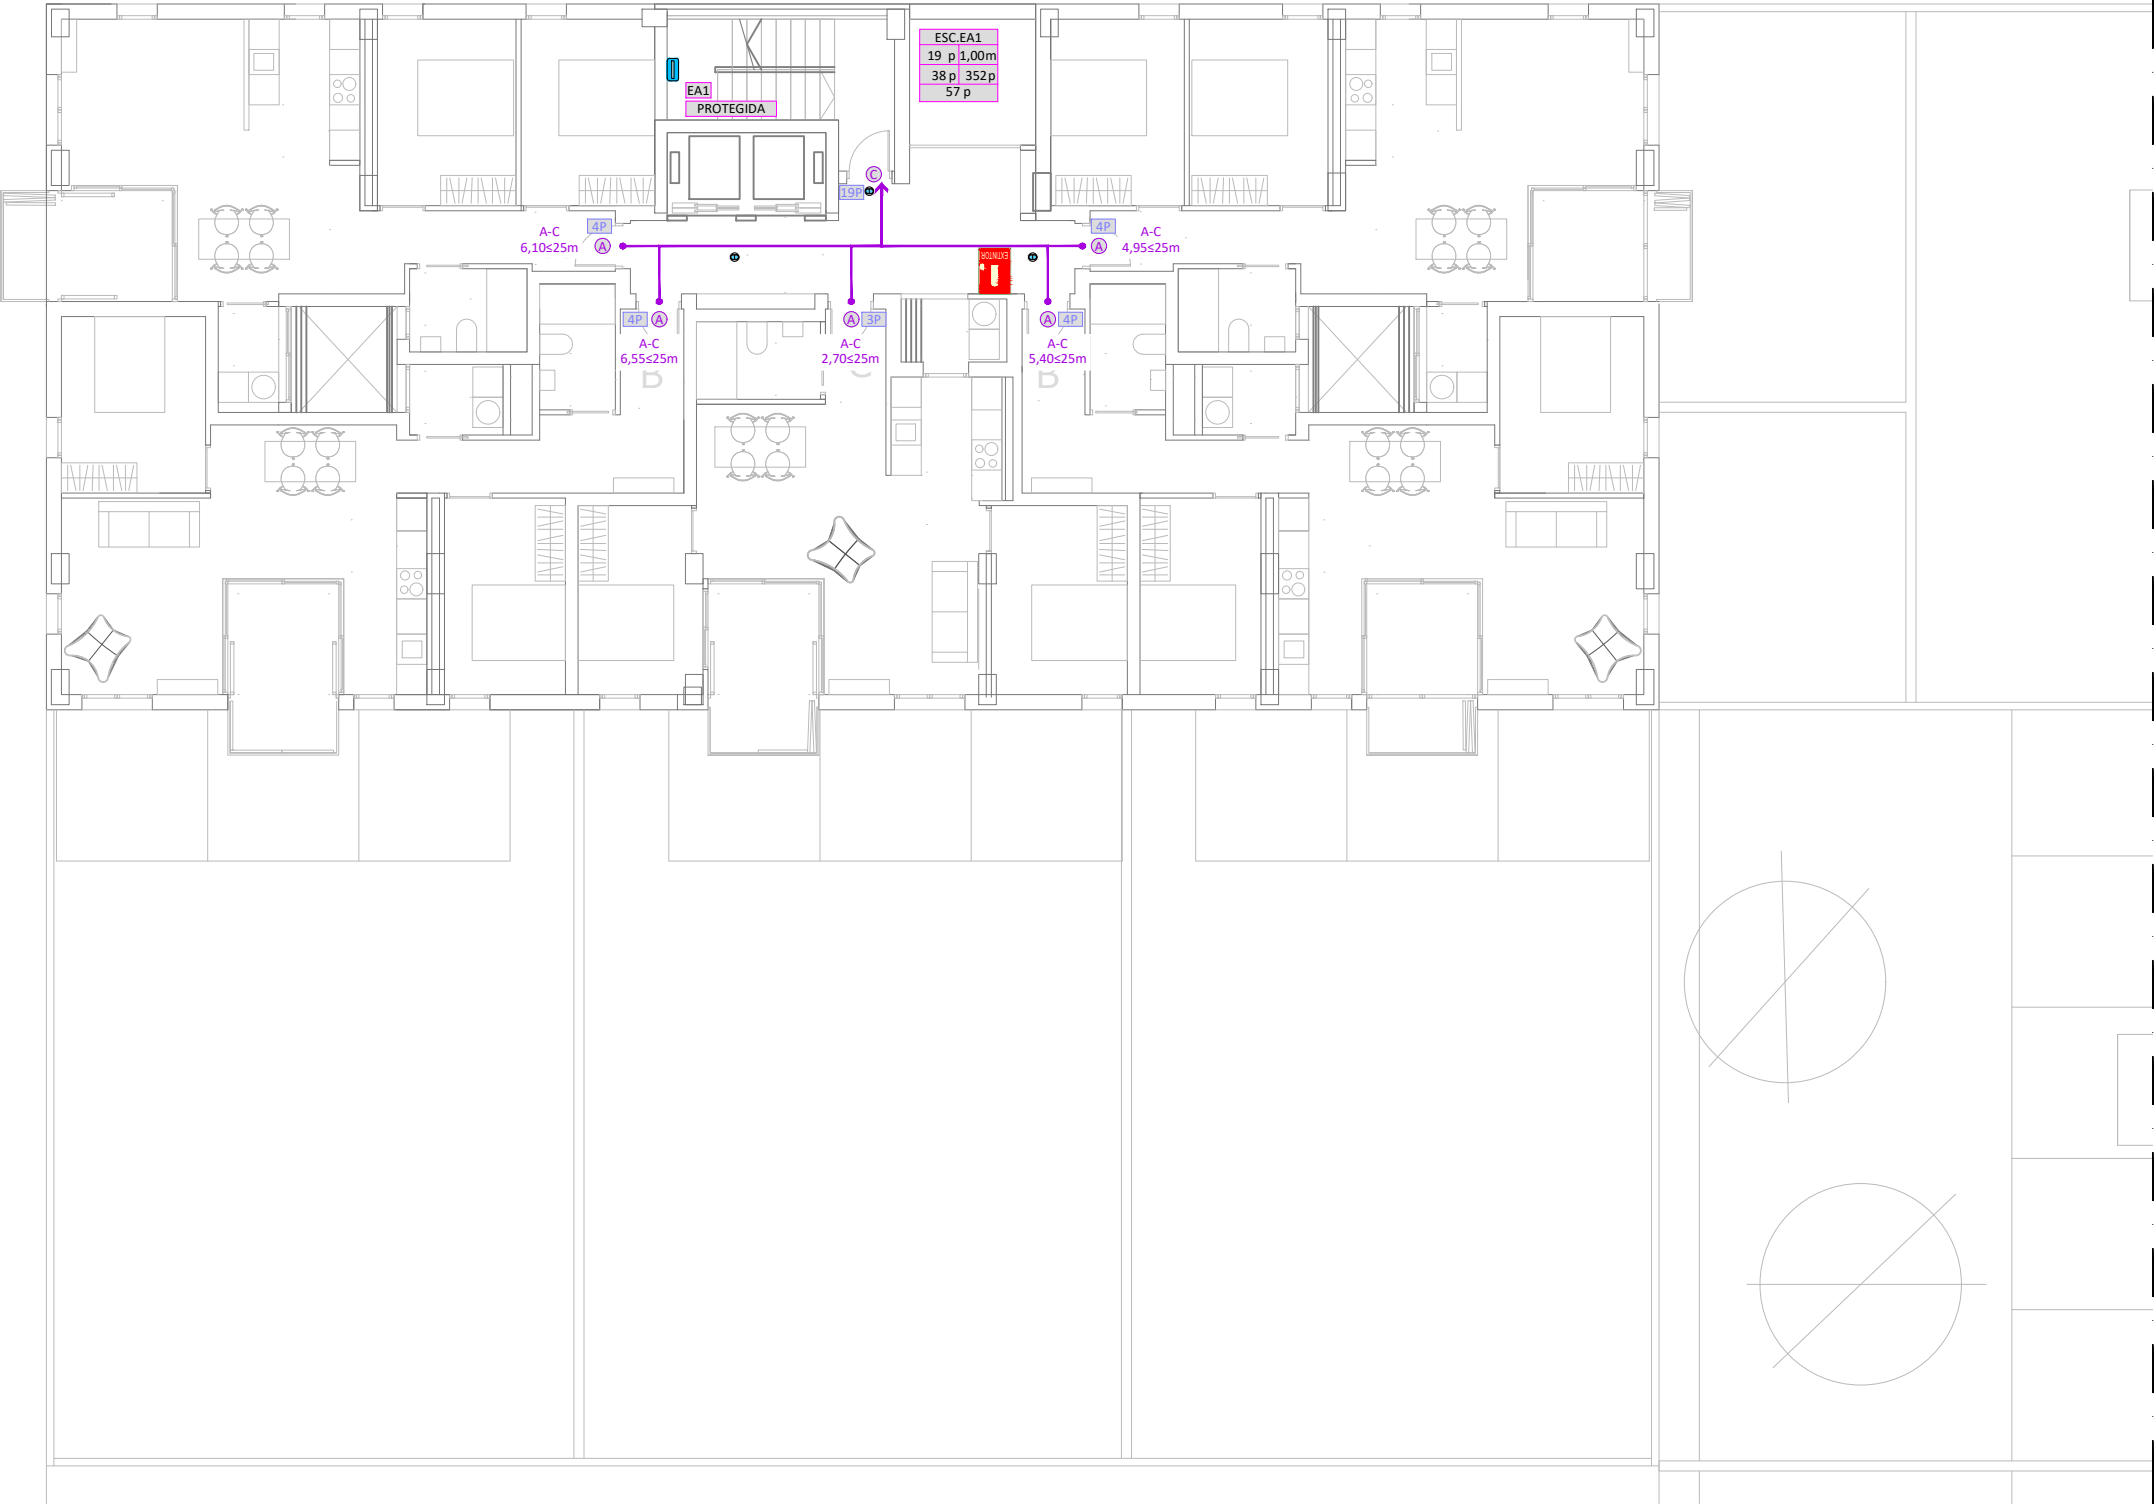 ESC.EA1
19 p 1,00m
38 p 352p
57 p
EA1
PROTEGIDA
C
19P
4P
A-C
6,10≤25m
A
4P
A
A-C
4,95≤25m
EXTINTOR
4P
A
A-C
6,55≤25m
B
A
3P
A-C
2,70≤25m
C
A
4P
A-C
5,40≤25m
B